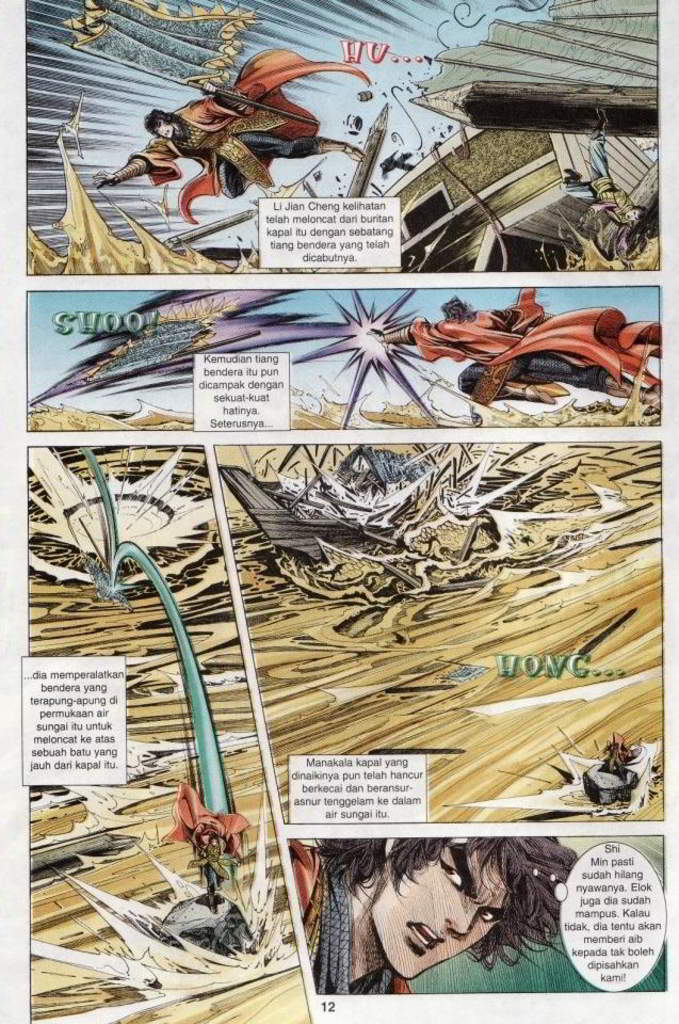 HU...
Li Jian Cheng kelihatan
telah meloncat dari buritan
kapal itu dengan sebatang
tiang bendera yang telah
dicabutnya.
SHOO!
Kemudian tiang
bendera itu pun
dicampak dengan
sekuat-kuat
hatinya.
Seterusnya...
...dia memperalatkan
bendera yang
terapung-apung di
permukaan air
sungai itu untuk
meloncat ke atas
sebuah batu yang
jauh dari kapal itu.
HONG...
Manakala kapal yang
dinaikinya pun telah hancur
berkecai dan beransur-
asnur tenggelam ke dalam
air sungai itu.
Shi
Min pasti
sudah hilang
nyawanya. Elok
juga dia sudah
mampus. Kalau
tidak, dia tentu akan
memberi aib
kepada tak boleh
dipisahkan
kami!
12